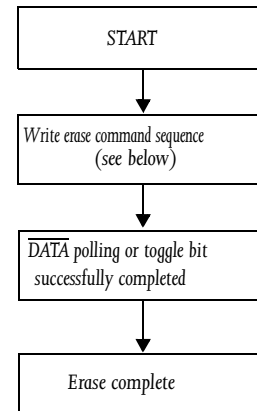 START
Write erase command sequence
(see below)
DATA polling or toggle bit
successfully completed
Erase complete